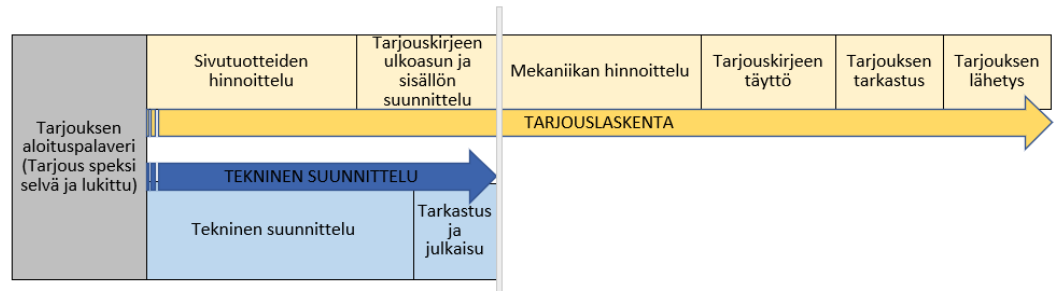 Tarjouksen
aloituspalaveri
(Tarjous speksi
selvä ja lukittu)
Sivutuotteiden
hinnoittelu
Tarjouskirjeen
ulkoasun ja
sisällön
suunnittelu
Mekaniikan hinnoittelu
Tarjouskirjeen
täyttö
Tarjouksen
tarkastus
Tarjouksen
lähetys
TARJOUSLASKENTA
TEKNINEN SUUNNITTELU
Tekninen suunnittelu
Tarkastus
ja
julkaisu